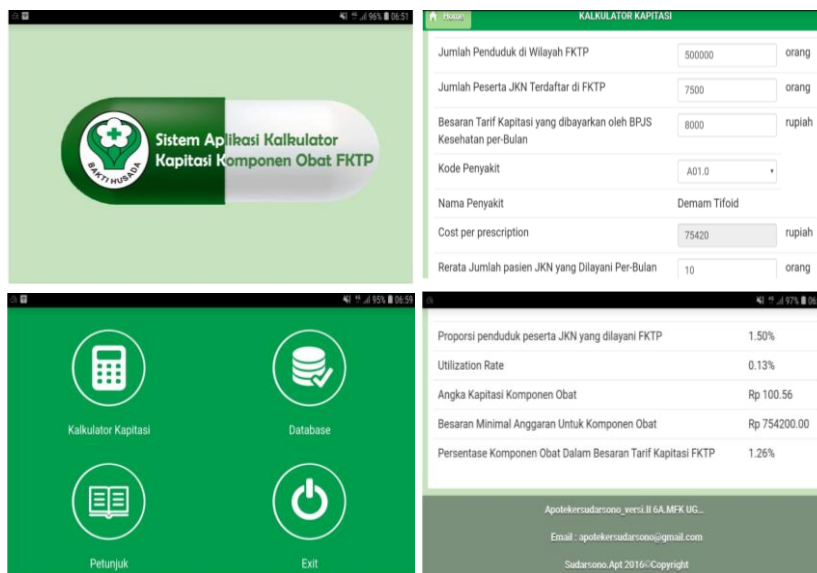 96% 06:51
BAKTI HUSADA
Sistem Aplikasi Kalkulator
Kapitasi Komponen Obat FKTP
Home
KALKULATOR KAPITASI
Jumlah Penduduk di Wilayah FKTP 500000 orang
Jumlah Peserta JKN Terdaftar di FKTP 7500 orang
Besaran Tarif Kapitasi yang dibayarkan oleh BPJS 8000 rupiah
Kesehatan per-Bulan
Kode Penyakit A01.0
Nama Penyakit Demam Tifoid
Cost per prescription 75420 rupiah
Rerata Jumlah pasien JKN yang Dilayani Per-Bulan 10 orang
95% 06:59
Kalkulator Kapitasi
Database
Petunjuk
Exit
97% 06
Proporsi penduduk peserta JKN yang dilayani FKTP 1.50%
Utilization Rate 0.13%
Angka Kapitasi Komponen Obat Rp 100.56
Besaran Minimal Anggaran Untuk Komponen Obat Rp 754200.00
Persentase Komponen Obat Dalam Besaran Tarif Kapitasi FKTP 1.26%
Apotekersudarsono_versi.II 6A.MFK UG...
Email : apotekersudarsono@gmail.com
Sudarsono.Apt 2016©Copyright